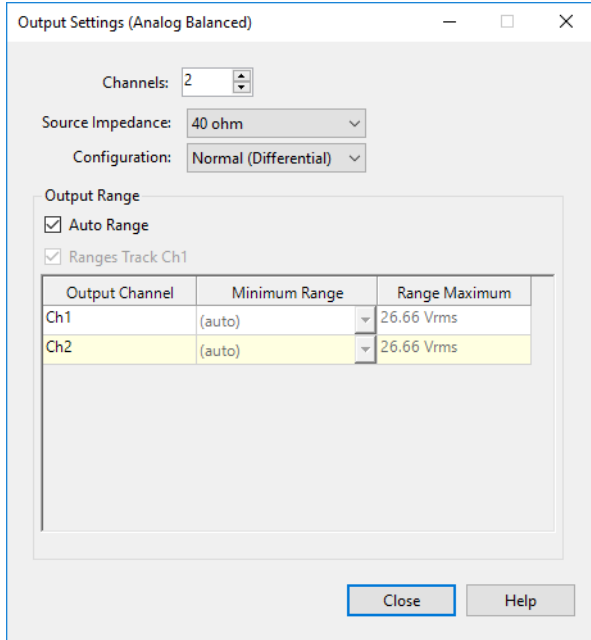 Output Settings (Analog Balanced)
Channels: 2
Source Impedance: 40 ohm
Configuration: Normal (Differential)
Output Range
Auto Range
Ranges Track Ch1
Output Channel Minimum Range Range Maximum
Ch1 (auto) 26.66 Vrms
Ch2 (auto) 26.66 Vrms
Close Help